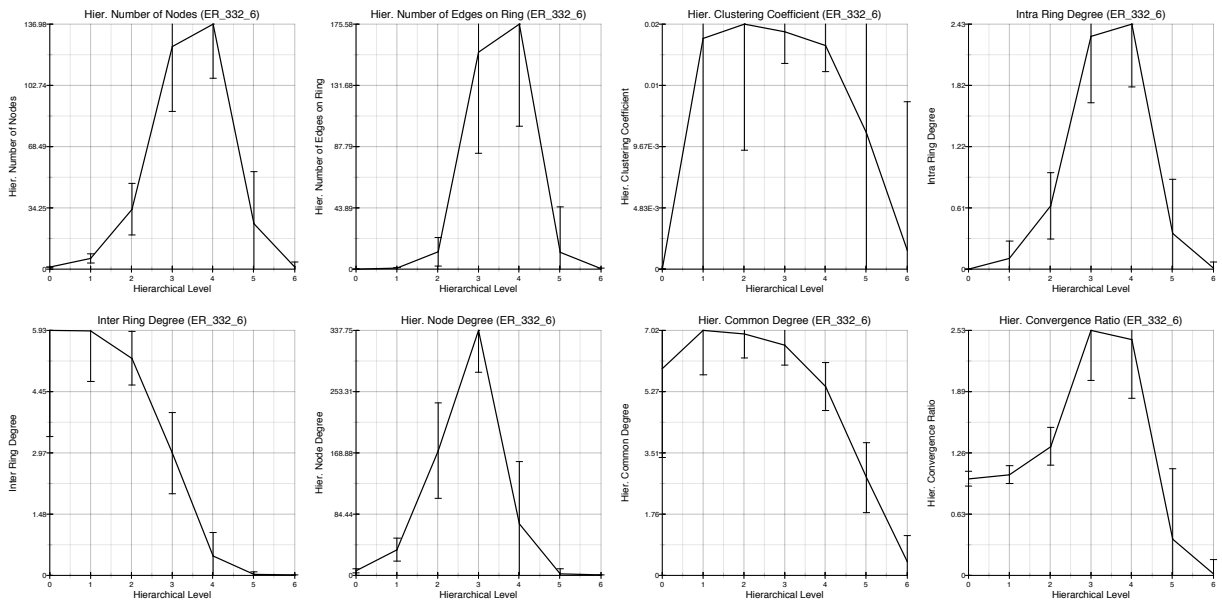 Hier. Number of Nodes (ER_332_6)
136.98
102.74
68.49
34.25
0
Hier. Number of Nodes
0 1 2 3 4 5 6
Hierarchical Level
Hier. Number of Edges on Ring (ER_332_6)
175.58
131.68
87.79
43.89
0
Hier. Number of Edges on Ring
0 1 2 3 4 5 6
Hierarchical Level
Hier. Clustering Coefficient (ER_332_6)
0.02
0.01
9.67E-3
4.83E-3
0
Hier. Clustering Coefficient
0 1 2 3 4 5 6
Hierarchical Level
Intra Ring Degree (ER_332_6)
2.43
1.82
1.22
0.61
0
Intra Ring Degree
0 1 2 3 4 5 6
Hierarchical Level
Inter Ring Degree (ER_332_6)
5.93
4.45
2.97
1.48
0
Inter Ring Degree
0 1 2 3 4 5 6
Hierarchical Level
Hier. Node Degree (ER_332_6)
337.75
253.31
168.88
84.44
0
Hier. Node Degree
0 1 2 3 4 5 6
Hierarchical Level
Hier. Common Degree (ER_332_6)
7.02
5.27
3.51
1.76
0
Hier. Common Degree
0 1 2 3 4 5 6
Hierarchical Level
Hier. Convergence Ratio (ER_332_6)
2.53
1.89
1.26
0.63
0
Hier. Convergence Ratio
0 1 2 3 4 5 6
Hierarchical Level